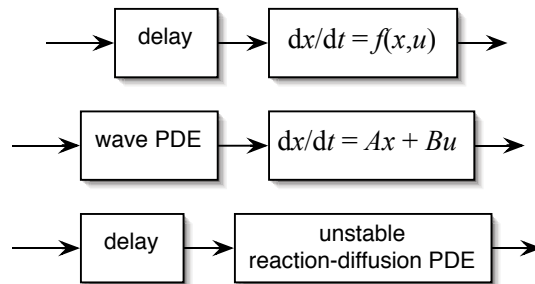 delay
dx/dt = f(x,u)
wave PDE
dx/dt = Ax + Bu
delay
unstable
reaction-diffusion PDE